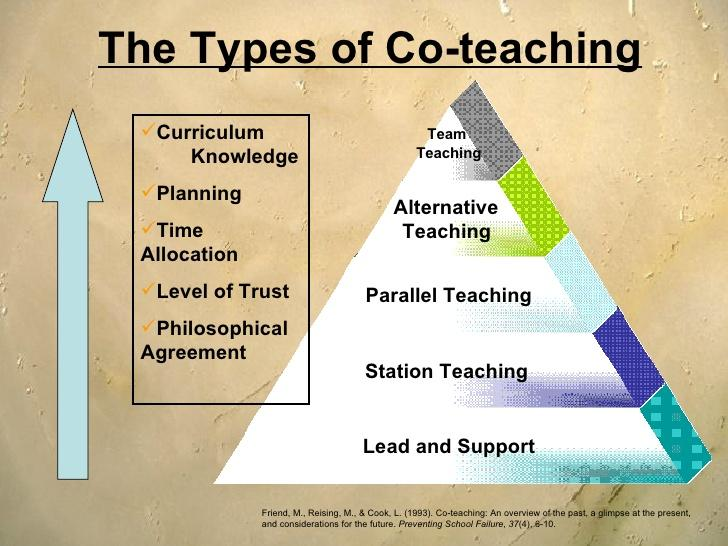 The Types of Co-teaching
✓Curriculum
Knowledge
✓Planning
✓Time
Allocation
✓Level of Trust
✓Philosophical
Agreement
Team
Teaching
Alternative
Teaching
Parallel Teaching
Station Teaching
Lead and Support
Friend, M., Reising, M., & Cook, L. (1993). Co-teaching: An overview of the past, a glimpse at the present,
and considerations for the future. Preventing School Failure, 37(4), 6-10.